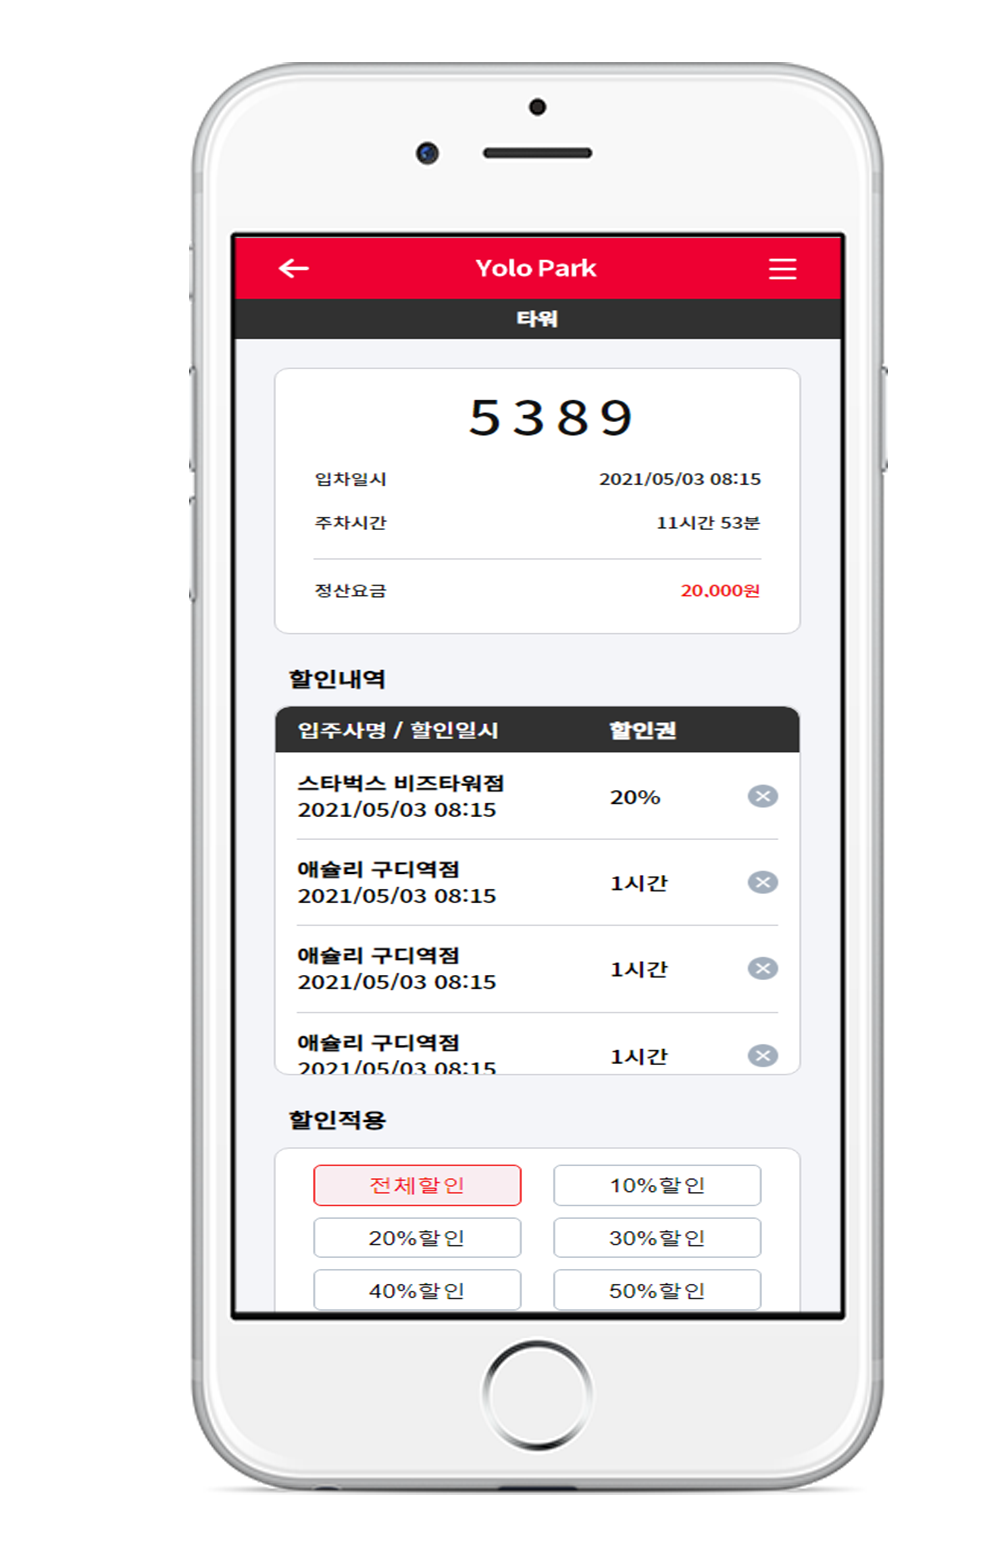 Yolo Park
타워
5389
입차일시 2021/05/03 08:15
주차시간 11시간 53분
정산요금 20,000원
할인내역
입주사명 / 할인일시 할인권
스타벅스 비즈타워점
2021/05/03 08:15
20%
애슐리 구디역점
2021/05/03 08:15
1시간
애슐리 구디역점
2021/05/03 08:15
1시간
애슐리 구디역점
2021/05/03 08:15
1시간
할인적용
전체할인 10%할인
20%할인 30%할인
40%할인 50%할인